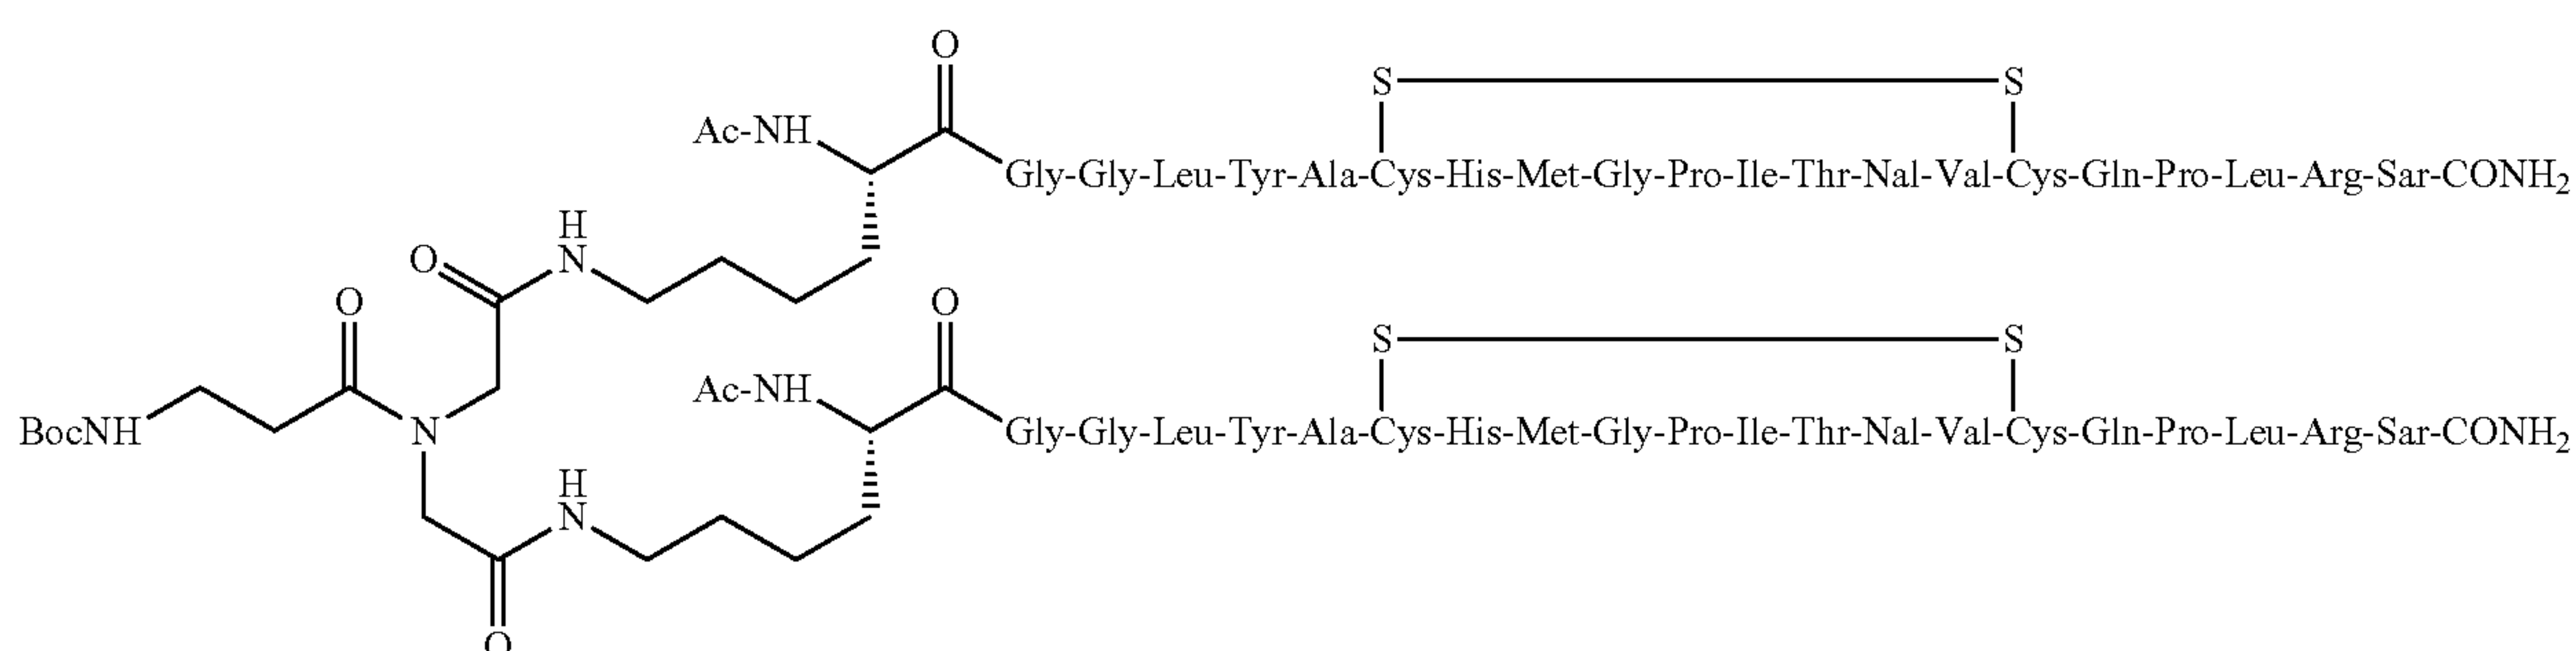 O
S S
Ac-NH
Gly-Gly-Leu-Tyr-Ala-Cys-His-Met-Gly-Pro-Ile-Thr-Nal-Val-Cys-Gln-Pro-Leu-Arg-Sar-CONH2
H
O N
O O
S S
Ac-NH
BocNH N Gly-Gly-Leu-Tyr-Ala-Cys-His-Met-Gly-Pro-Ile-Thr-Nal-Val-Cys-Gln-Pro-Leu-Arg-Sar-CONH2
H
N
O